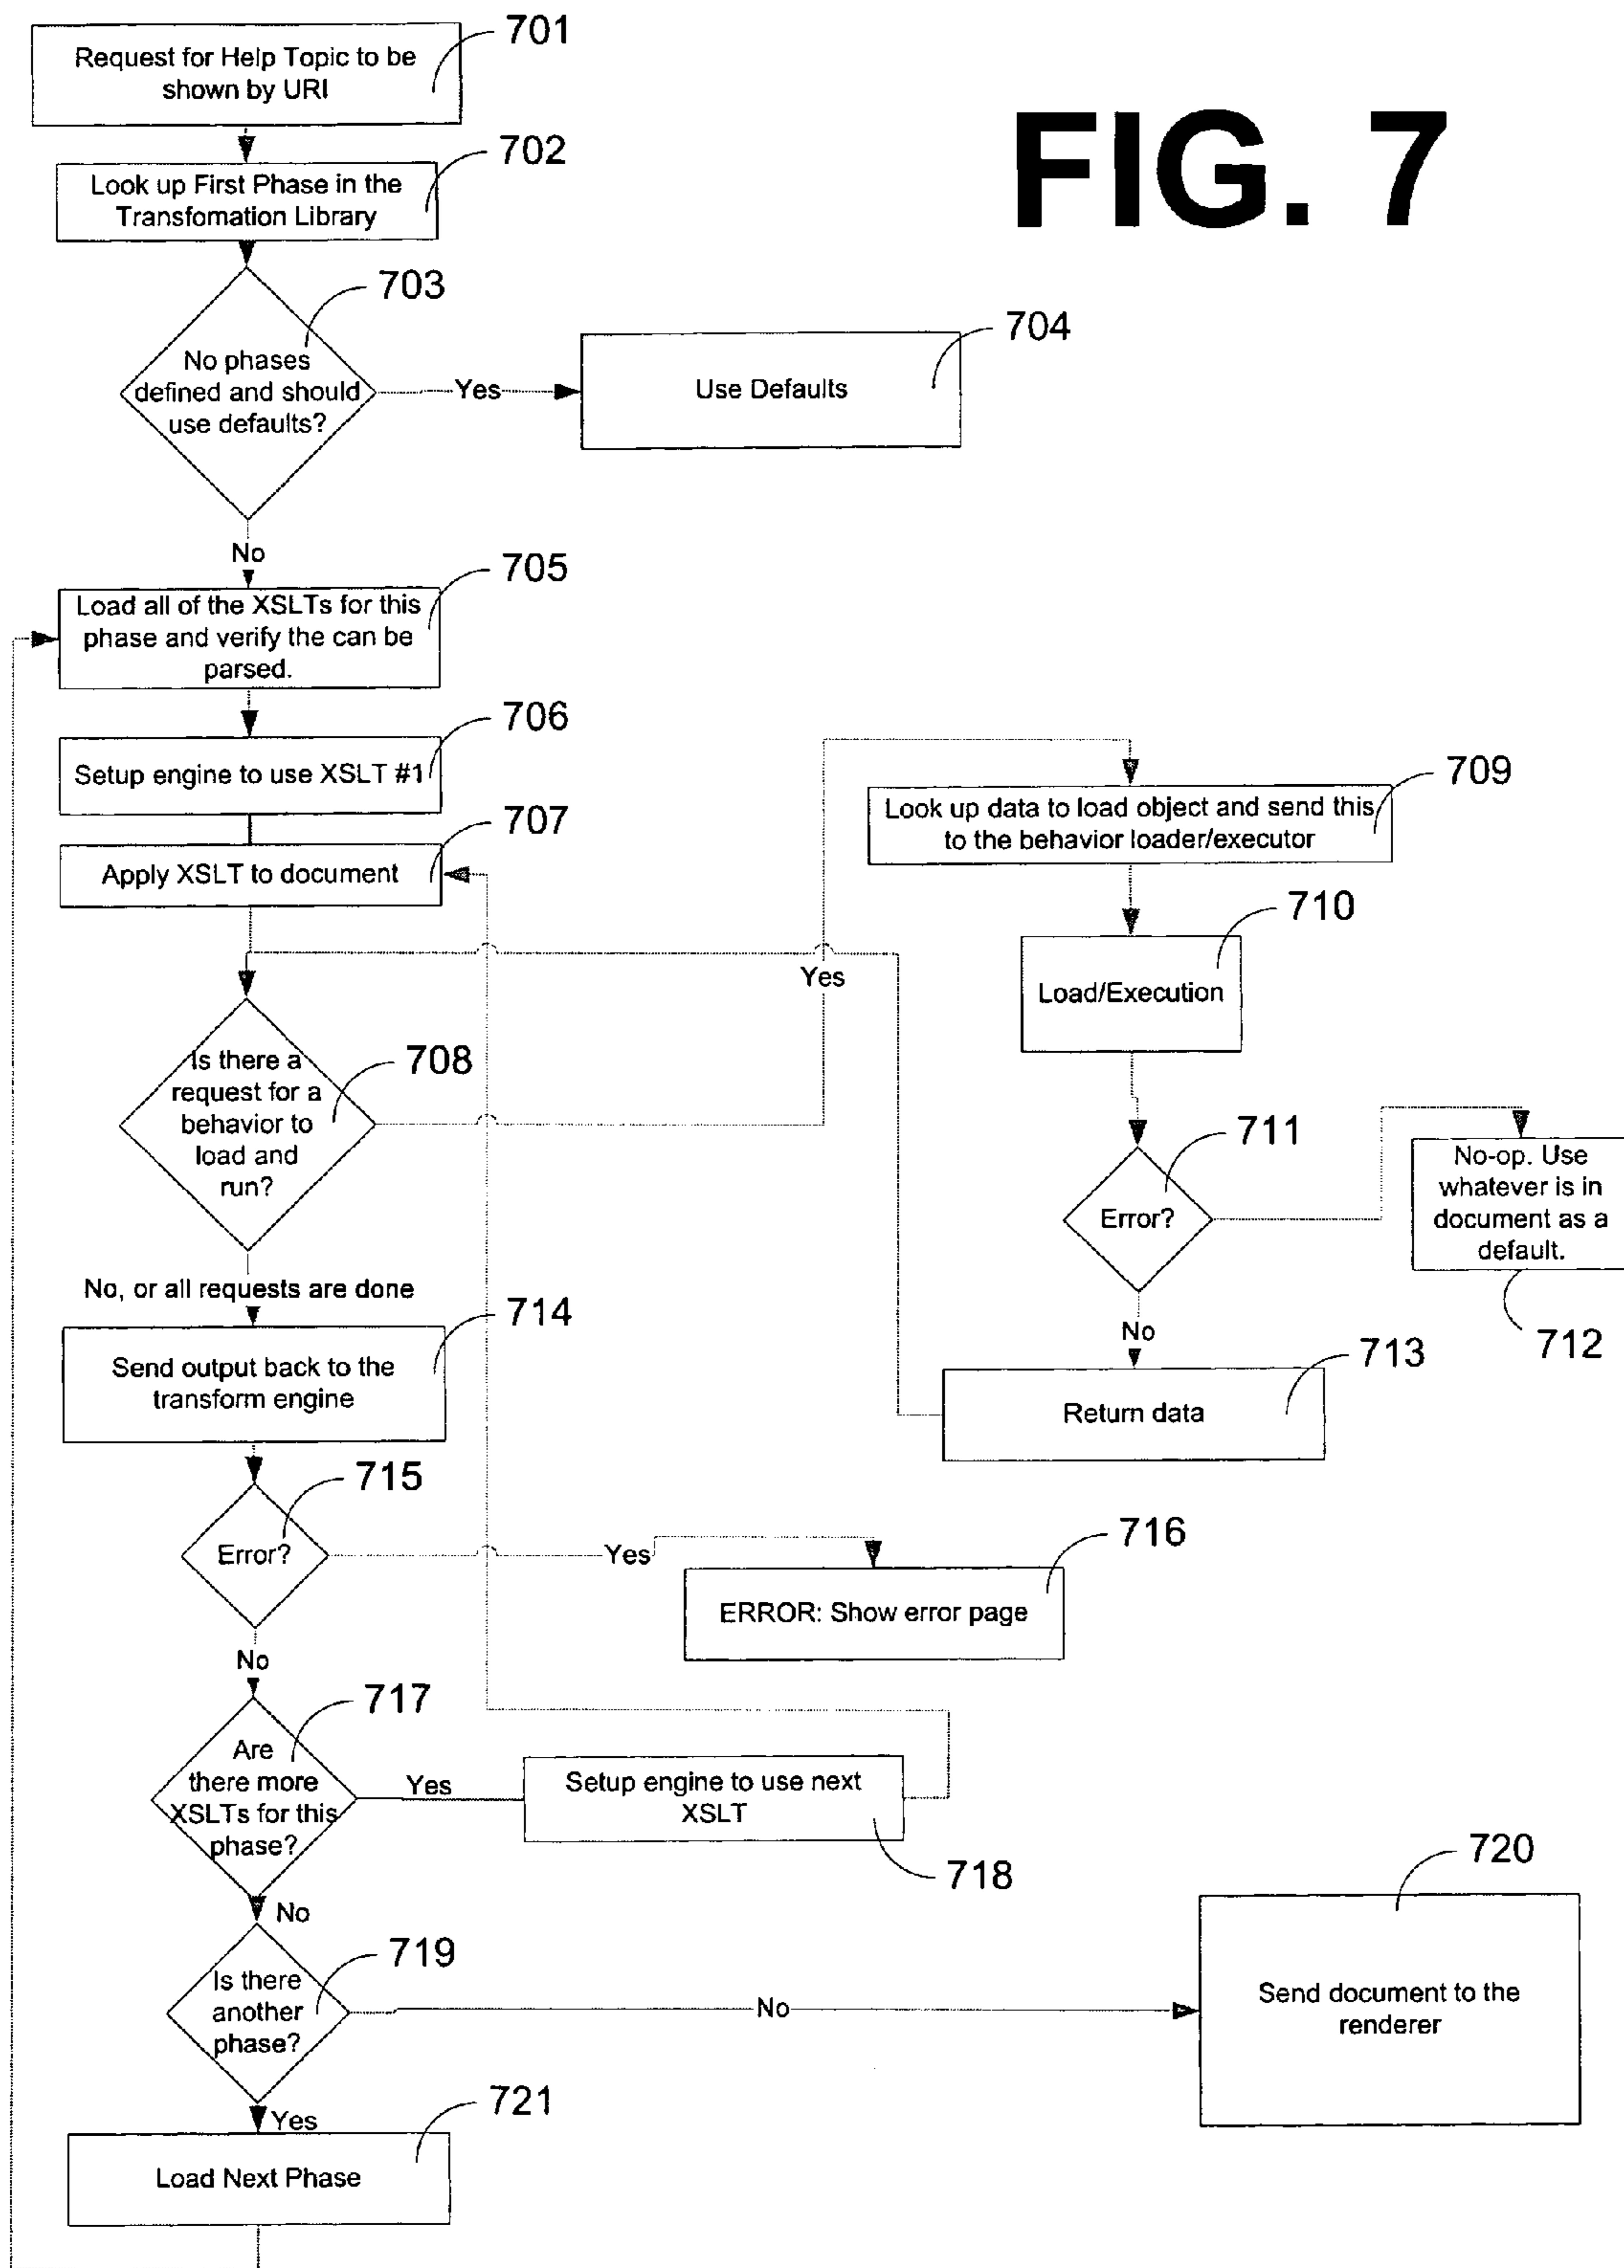 FIG. 7
701
Request for Help Topic to be
shown by URI
702
Look up First Phase in the
Transfomation Library
703
No phases
defined and should
use defaults?
Yes
704
Use Defaults
No
705
Load all of the XSLTs for this
phase and verify the can be
parsed.
706
Setup engine to use XSLT #1
707
Apply XSLT to document
708
Is there a
request for a
behavior to
load and
run?
Yes
709
Look up data to load object and send this
to the behavior loader/executor
710
Load/Execution
711
Error?
No-op. Use
whatever is in
document as a
default.
712
No
713
Return data
No, or all requests are done
714
Send output back to the
transform engine
715
Error?
Yes
716
ERROR: Show error page
No
717
Are
there more
XSLTs for this
phase?
Yes
Setup engine to use next
XSLT
718
No
719
Is there
another
phase?
No
720
Send document to the
renderer
Yes
721
Load Next Phase